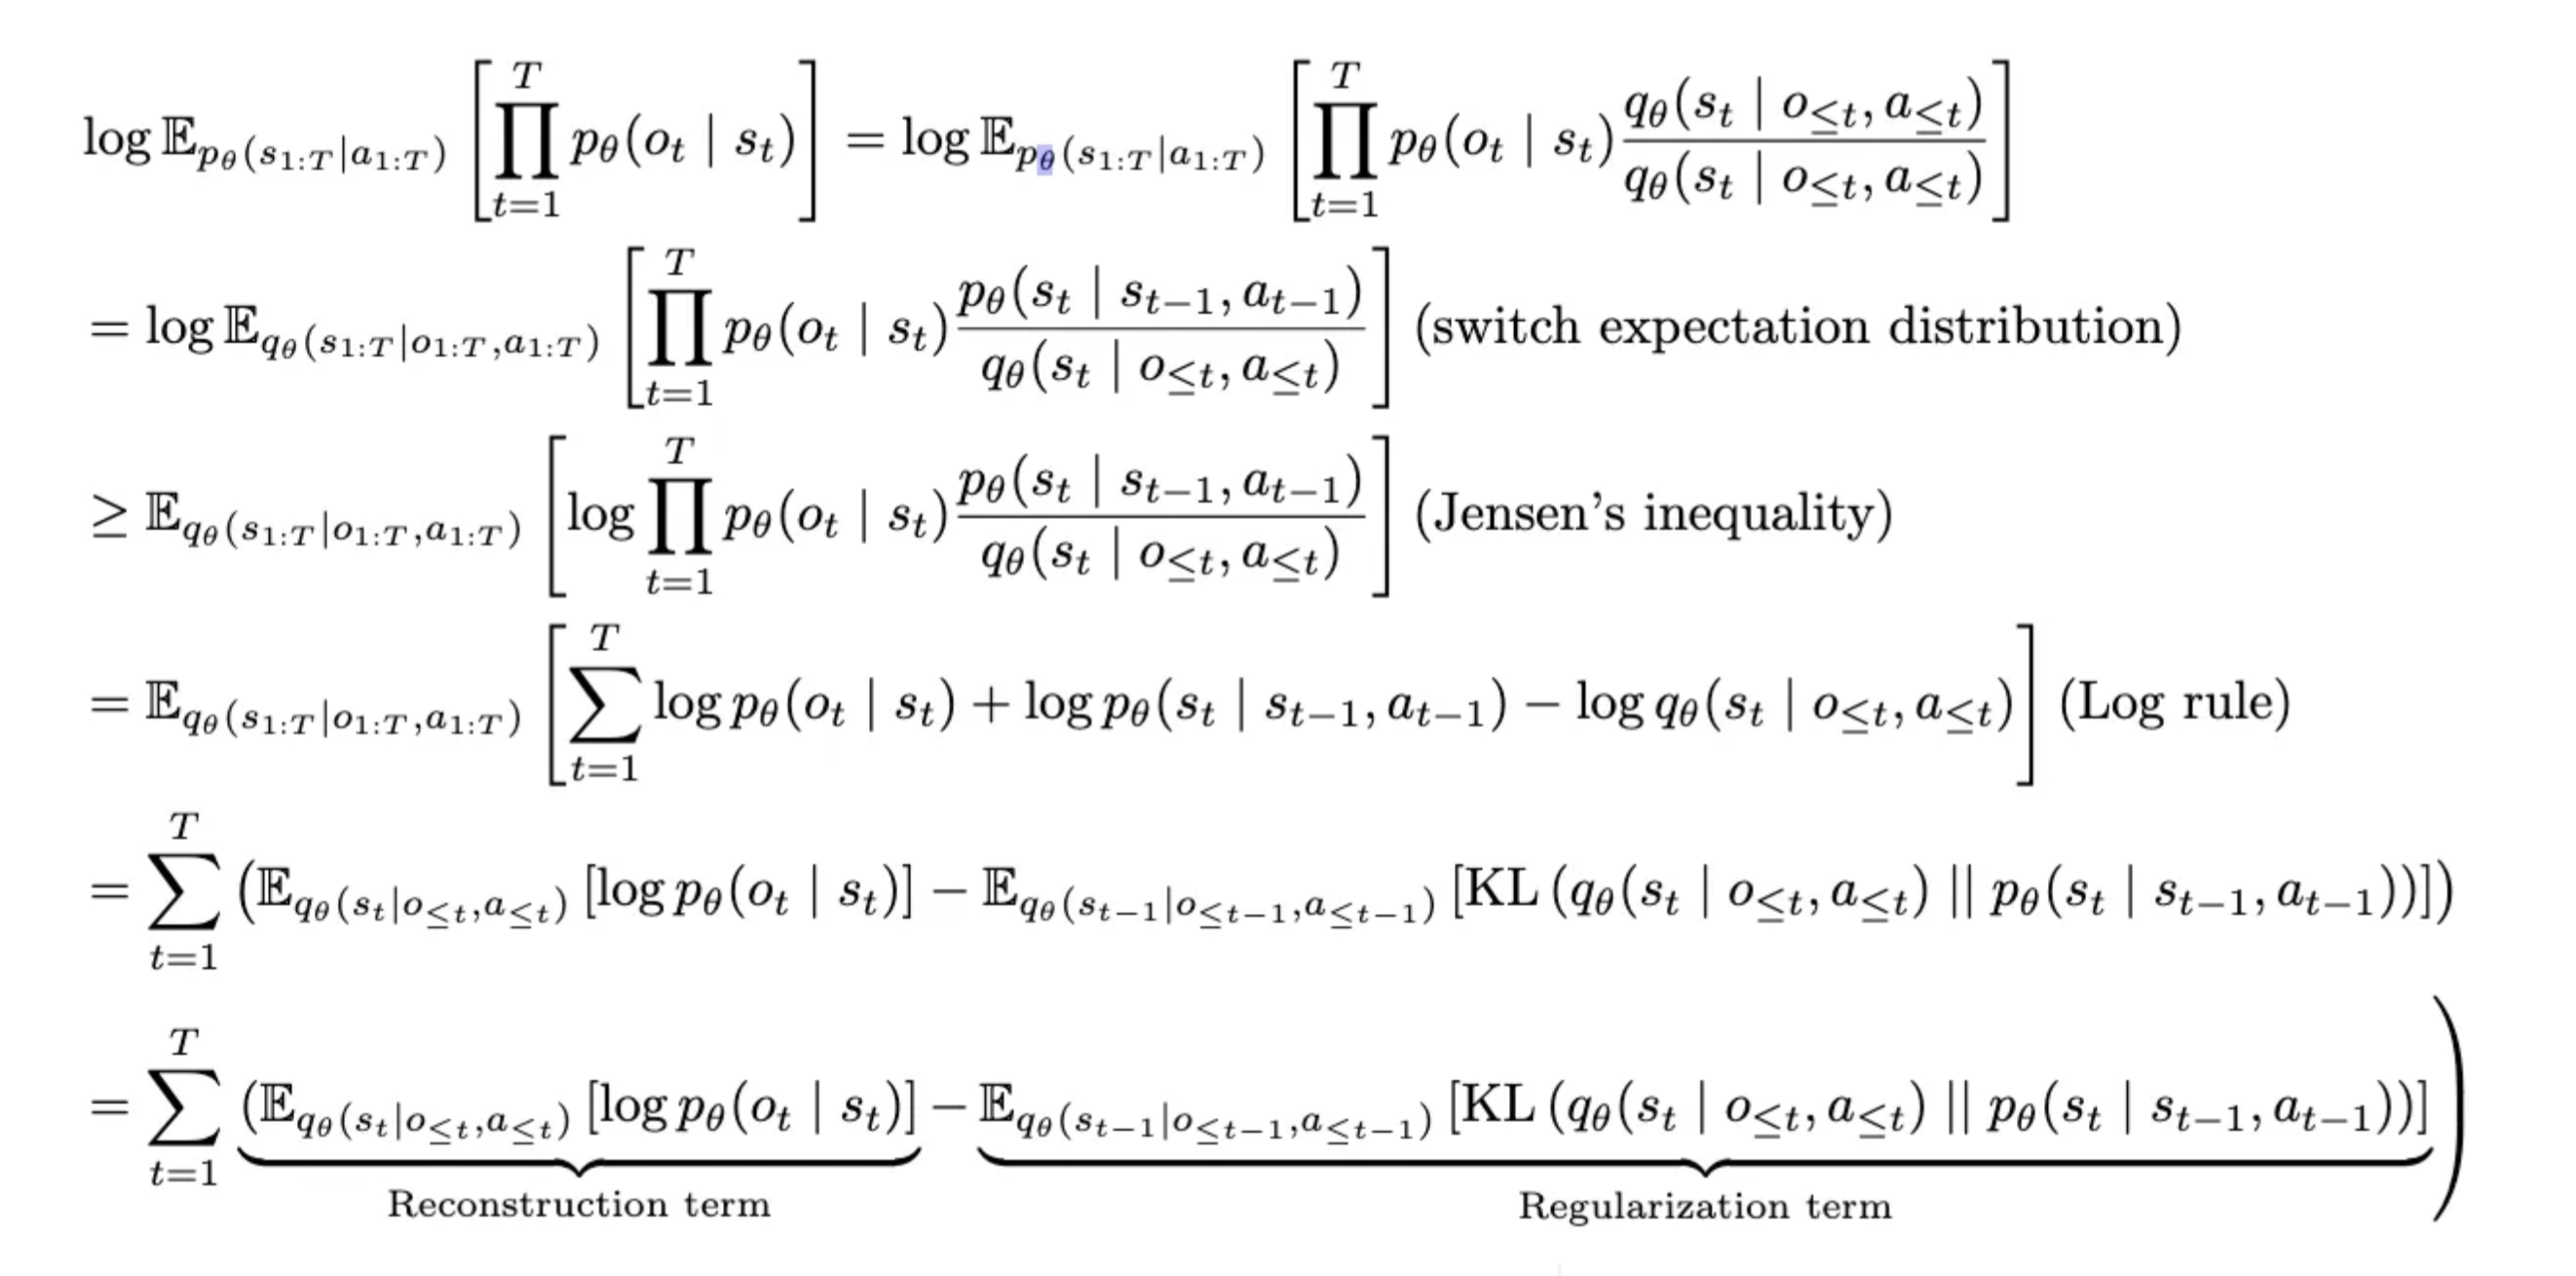 log 𝔼_{p_θ(s_{1:T}|a_{1:T})} [∏_{t=1}^{T} p_θ(o_t | s_t)] = log 𝔼_{p_θ(s_{1:T}|a_{1:T})} [∏_{t=1}^{T} p_θ(o_t | s_t) q_θ(s_t | o_{≤t}, a_{≤t}) / q_θ(s_t | o_{≤t}, a_{≤t})]
= log 𝔼_{q_θ(s_{1:T}|o_{1:T},a_{1:T})} [∏_{t=1}^{T} p_θ(o_t | s_t) p_θ(s_t | s_{t−1}, a_{t−1}) / q_θ(s_t | o_{≤t}, a_{≤t})] (switch expectation distribution)
≥ 𝔼_{q_θ(s_{1:T}|o_{1:T},a_{1:T})} [log ∏_{t=1}^{T} p_θ(o_t | s_t) p_θ(s_t | s_{t−1}, a_{t−1}) / q_θ(s_t | o_{≤t}, a_{≤t})] (Jensen's inequality)
= 𝔼_{q_θ(s_{1:T}|o_{1:T},a_{1:T})} [∑_{t=1}^{T} log p_θ(o_t | s_t) + log p_θ(s_t | s_{t−1}, a_{t−1}) − log q_θ(s_t | o_{≤t}, a_{≤t})] (Log rule)
= ∑_{t=1}^{T} (𝔼_{q_θ(s_t|o_{≤t},a_{≤t})} [log p_θ(o_t | s_t)] − 𝔼_{q_θ(s_{t−1}|o_{≤t−1},a_{≤t−1})} [KL (q_θ(s_t | o_{≤t}, a_{≤t}) || p_θ(s_t | s_{t−1}, a_{t−1}))])
= ∑_{t=1}^{T} (𝔼_{q_θ(s_t|o_{≤t},a_{≤t})} [log p_θ(o_t | s_t)] − 𝔼_{q_θ(s_{t−1}|o_{≤t−1},a_{≤t−1})} [KL (q_θ(s_t | o_{≤t}, a_{≤t}) || p_θ(s_t | s_{t−1}, a_{t−1}))])
Reconstruction term Regularization term